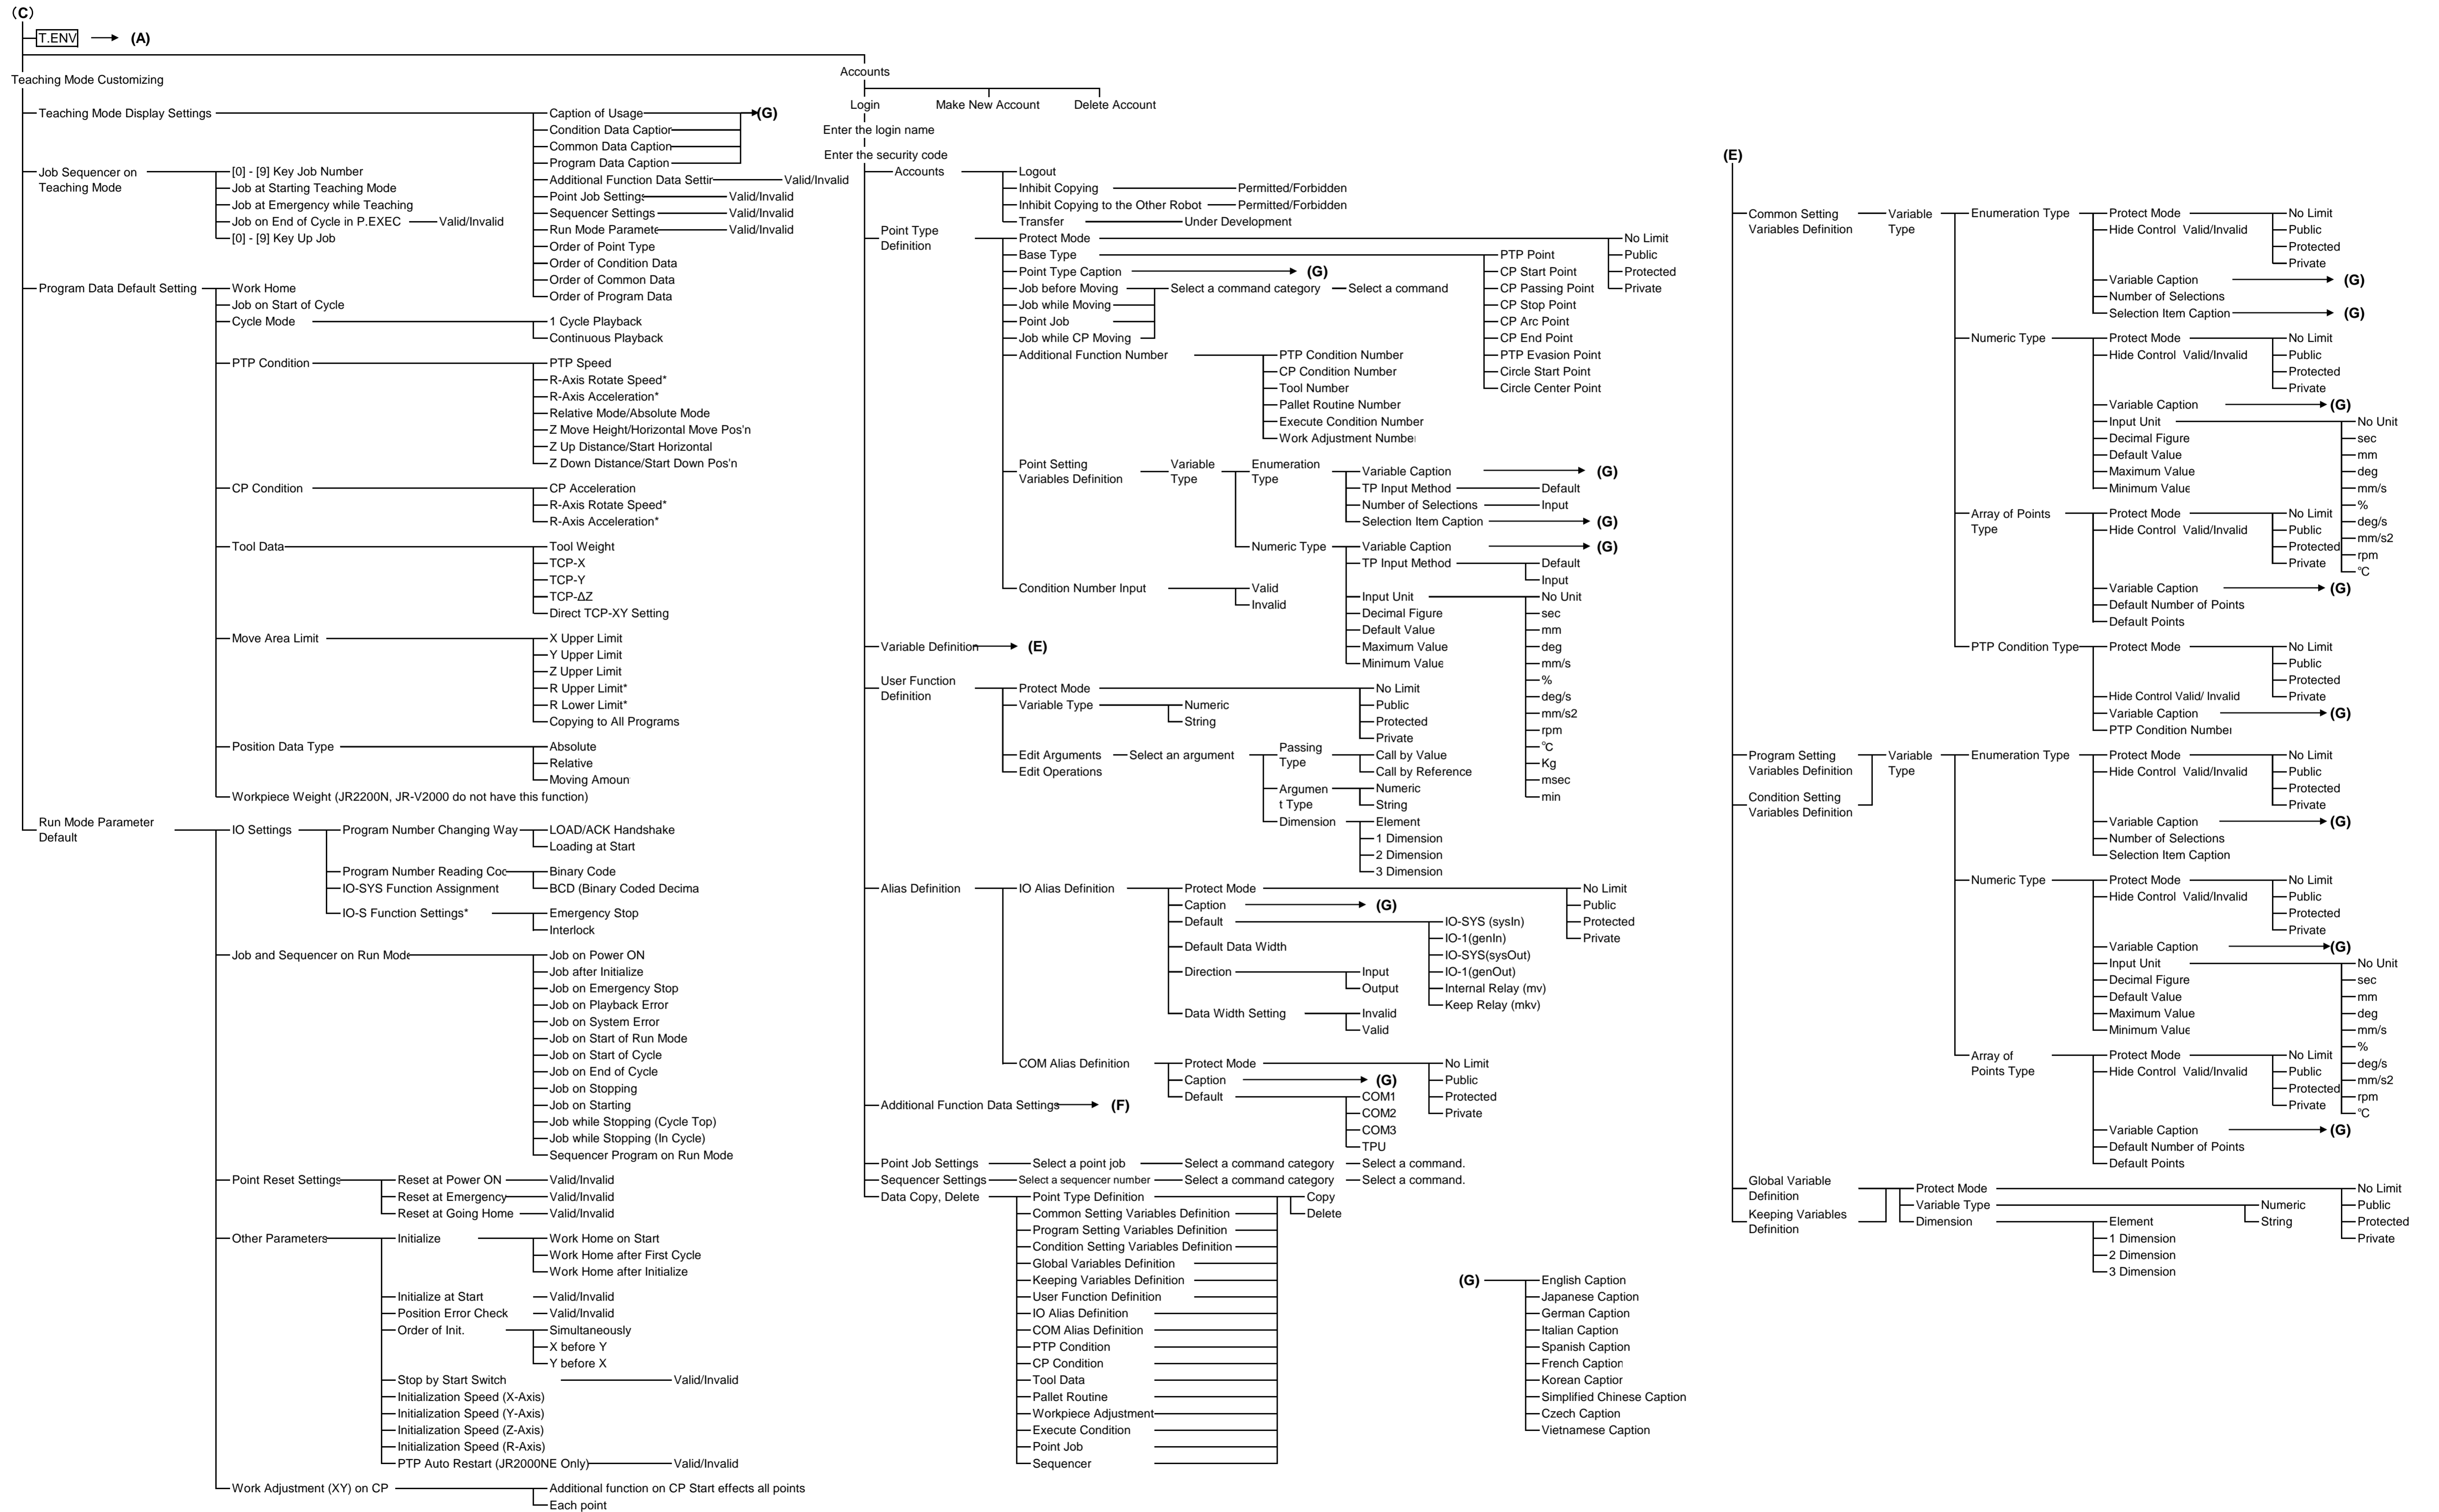 (C)
T.ENV
(A)
Teaching Mode Customizing
Teaching Mode Display Settings
Caption of Usage
(G)
Condition Data Caption
Common Data Caption
Program Data Caption
Additional Function Data Settin
Valid/Invalid
Point Job Settings
Valid/Invalid
Sequencer Settings
Valid/Invalid
Run Mode Paramete
Valid/Invalid
Order of Point Type
Order of Condition Data
Order of Common Data
Order of Program Data
Job Sequencer on
Teaching Mode
[0] - [9] Key Job Number
Job at Starting Teaching Mode
Job at Emergency while Teaching
Job on End of Cycle in P.EXEC
Valid/Invalid
[0] - [9] Key Up Job
Program Data Default Setting
Work Home
Job on Start of Cycle
Cycle Mode
1 Cycle Playback
Continuous Playback
PTP Condition
PTP Speed
R-Axis Rotate Speed*
R-Axis Acceleration*
Relative Mode/Absolute Mode
Z Move Height/Horizontal Move Pos'n
Z Up Distance/Start Horizontal
Z Down Distance/Start Down Pos'n
CP Condition
CP Acceleration
R-Axis Rotate Speed*
R-Axis Acceleration*
Tool Data
Tool Weight
TCP-X
TCP-Y
TCP-ΔZ
Direct TCP-XY Setting
Move Area Limit
X Upper Limit
Y Upper Limit
Z Upper Limit
R Upper Limit*
R Lower Limit*
Copying to All Programs
Position Data Type
Absolute
Relative
Moving Amoun
Workpiece Weight (JR2200N, JR-V2000 do not have this function)
Run Mode Parameter
Default
IO Settings
Program Number Changing Way
LOAD/ACK Handshake
Loading at Start
Program Number Reading Coc
Binary Code
IO-SYS Function Assignment
BCD (Binary Coded Decima
IO-S Function Settings*
Emergency Stop
Interlock
Job and Sequencer on Run Mode
Job on Power ON
Job after Initialize
Job on Emergency Stop
Job on Playback Error
Job on System Error
Job on Start of Run Mode
Job on Start of Cycle
Job on End of Cycle
Job on Stopping
Job on Starting
Job while Stopping (Cycle Top)
Job while Stopping (In Cycle)
Sequencer Program on Run Mode
Point Reset Settings
Reset at Power ON
Valid/Invalid
Reset at Emergency
Valid/Invalid
Reset at Going Home
Valid/Invalid
Other Parameters
Initialize
Work Home on Start
Work Home after First Cycle
Work Home after Initialize
Initialize at Start
Valid/Invalid
Position Error Check
Valid/Invalid
Order of Init.
Simultaneously
X before Y
Y before X
Stop by Start Switch
Valid/Invalid
Initialization Speed (X-Axis)
Initialization Speed (Y-Axis)
Initialization Speed (Z-Axis)
Initialization Speed (R-Axis)
PTP Auto Restart (JR2000NE Only)
Valid/Invalid
Work Adjustment (XY) on CP
Additional function on CP Start effects all points
Each point
Accounts
Login
Make New Account
Delete Account
Enter the login name
Enter the security code
Accounts
Logout
Inhibit Copying
Permitted/Forbidden
Inhibit Copying to the Other Robot
Permitted/Forbidden
Transfer
Under Development
Point Type
Definition
Protect Mode
No Limit
Public
Protected
Private
Base Type
PTP Point
CP Start Point
CP Passing Point
CP Stop Point
CP Arc Point
CP End Point
PTP Evasion Point
Circle Start Point
Circle Center Point
Point Type Caption
(G)
Job before Moving
Select a command category
Select a command
Job while Moving
Point Job
Job while CP Moving
Additional Function Number
PTP Condition Number
CP Condition Number
Tool Number
Pallet Routine Number
Execute Condition Number
Work Adjustment Number
Point Setting
Variables Definition
Variable
Type
Enumeration
Type
Variable Caption
(G)
TP Input Method
Default
Number of Selections
Input
Selection Item Caption
(G)
Numeric Type
Variable Caption
(G)
TP Input Method
Default
Input
Input Unit
No Unit
Decimal Figure
sec
Default Value
mm
Maximum Value
deg
Minimum Value
mm/s
%
deg/s
mm/s2
rpm
°C
Kg
msec
min
Condition Number Input
Valid
Invalid
Variable Definition
(E)
User Function
Definition
Protect Mode
No Limit
Public
Protected
Private
Variable Type
Numeric
String
Edit Arguments
Select an argument
Passing
Type
Call by Value
Call by Reference
Argumen
t Type
Numeric
String
Dimension
Element
1 Dimension
2 Dimension
3 Dimension
Edit Operations
Alias Definition
IO Alias Definition
Protect Mode
No Limit
Public
Protected
Private
Caption
(G)
Default
IO-SYS (sysIn)
IO-1(genIn)
IO-SYS(sysOut)
IO-1(genOut)
Internal Relay (mv)
Keep Relay (mkv)
Default Data Width
Direction
Input
Output
Data Width Setting
Invalid
Valid
COM Alias Definition
Protect Mode
No Limit
Public
Protected
Private
Caption
(G)
Default
COM1
COM2
COM3
TPU
Additional Function Data Settings
(F)
Point Job Settings
Select a point job
Select a command category
Select a command.
Sequencer Settings
Select a sequencer number
Select a command category
Select a command.
Data Copy, Delete
Point Type Definition
Copy
Delete
Common Setting Variables Definition
Program Setting Variables Definition
Condition Setting Variables Definition
Global Variables Definition
Keeping Variables Definition
User Function Definition
IO Alias Definition
COM Alias Definition
PTP Condition
CP Condition
Tool Data
Pallet Routine
Workpiece Adjustment
Execute Condition
Point Job
Sequencer
(G)
English Caption
Japanese Caption
German Caption
Italian Caption
Spanish Caption
French Caption
Korean Caption
Simplified Chinese Caption
Czech Caption
Vietnamese Caption
(E)
Common Setting
Variables Definition
Variable
Type
Enumeration Type
Protect Mode
No Limit
Public
Protected
Private
Hide Control Valid/Invalid
Variable Caption
(G)
Number of Selections
Selection Item Caption
(G)
Numeric Type
Protect Mode
No Limit
Public
Protected
Private
Hide Control Valid/Invalid
Variable Caption
(G)
Input Unit
No Unit
Decimal Figure
sec
Default Value
mm
Maximum Value
deg
Minimum Value
mm/s
%
deg/s
mm/s2
rpm
°C
Array of Points
Type
Protect Mode
No Limit
Public
Protected
Private
Hide Control Valid/Invalid
Variable Caption
(G)
Default Number of Points
Default Points
PTP Condition Type
Protect Mode
No Limit
Public
Protected
Private
Hide Control Valid/ Invalid
Variable Caption
(G)
PTP Condition Number
Program Setting
Variables Definition
Condition Setting
Variables Definition
Variable
Type
Enumeration Type
Protect Mode
No Limit
Public
Protected
Private
Hide Control Valid/Invalid
Variable Caption
(G)
Number of Selections
Selection Item Caption
Numeric Type
Protect Mode
No Limit
Public
Protected
Private
Hide Control Valid/Invalid
Variable Caption
(G)
Input Unit
No Unit
Decimal Figure
sec
Default Value
mm
Maximum Value
deg
Minimum Value
mm/s
%
deg/s
mm/s2
rpm
°C
Array of
Points Type
Protect Mode
No Limit
Public
Protected
Private
Hide Control Valid/Invalid
Variable Caption
(G)
Default Number of Points
Default Points
Global Variable
Definition
Keeping Variables
Definition
Protect Mode
No Limit
Public
Protected
Private
Variable Type
Numeric
String
Dimension
Element
1 Dimension
2 Dimension
3 Dimension